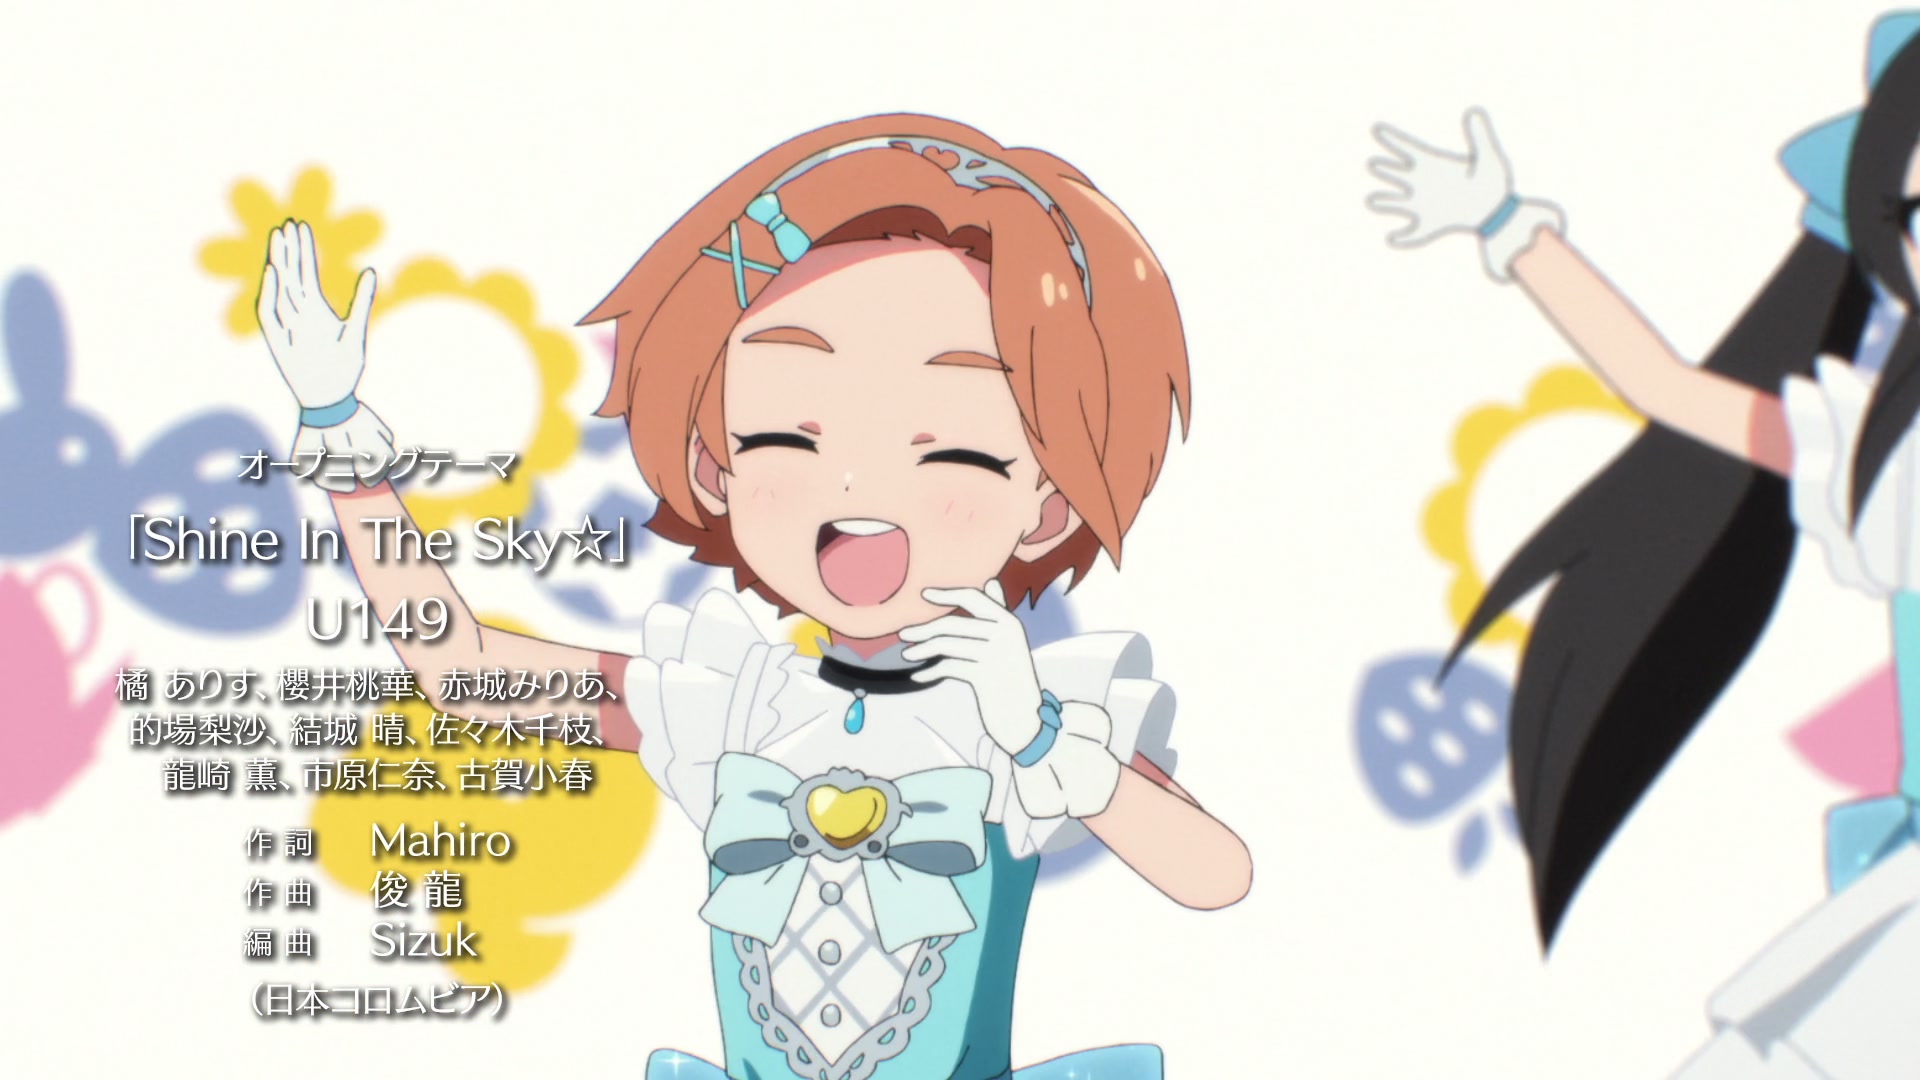 オープニングテーマ
「Shine In The Sky☆」
U149
橘 ありす、櫻井桃華、赤城みりあ、
的場梨沙、結城 晴、佐々木千枝、
龍崎 薫、市原仁奈、古賀小春
作 詞 Mahiro
作 曲 俊 龍
編 曲 Sizuk
（日本コロムビア）